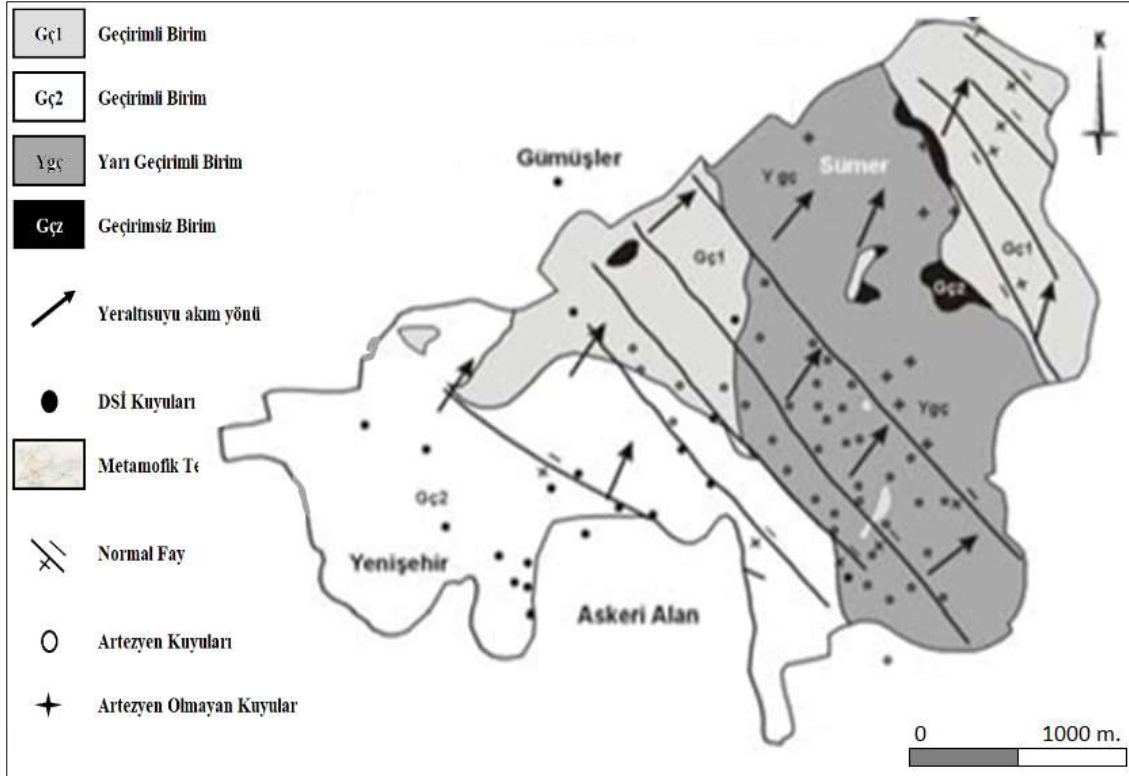 Gç1 Geçirimli Birim
Gç2 Geçirimli Birim
Ygç Yarı Geçirimli Birim
Gçz Geçirimsiz Birim
Yeraltısuyu akım yönü
DSİ Kuyuları
Metamofik Te
Normal Fay
Artezyen Kuyuları
Artezyen Olmayan Kuyular
K
Gümüşler
Y gç
Sümer
Gç1
Gç1
Gçz
Ygç
Gç2
Yenişehir
Askeri Alan
0 1000 m.